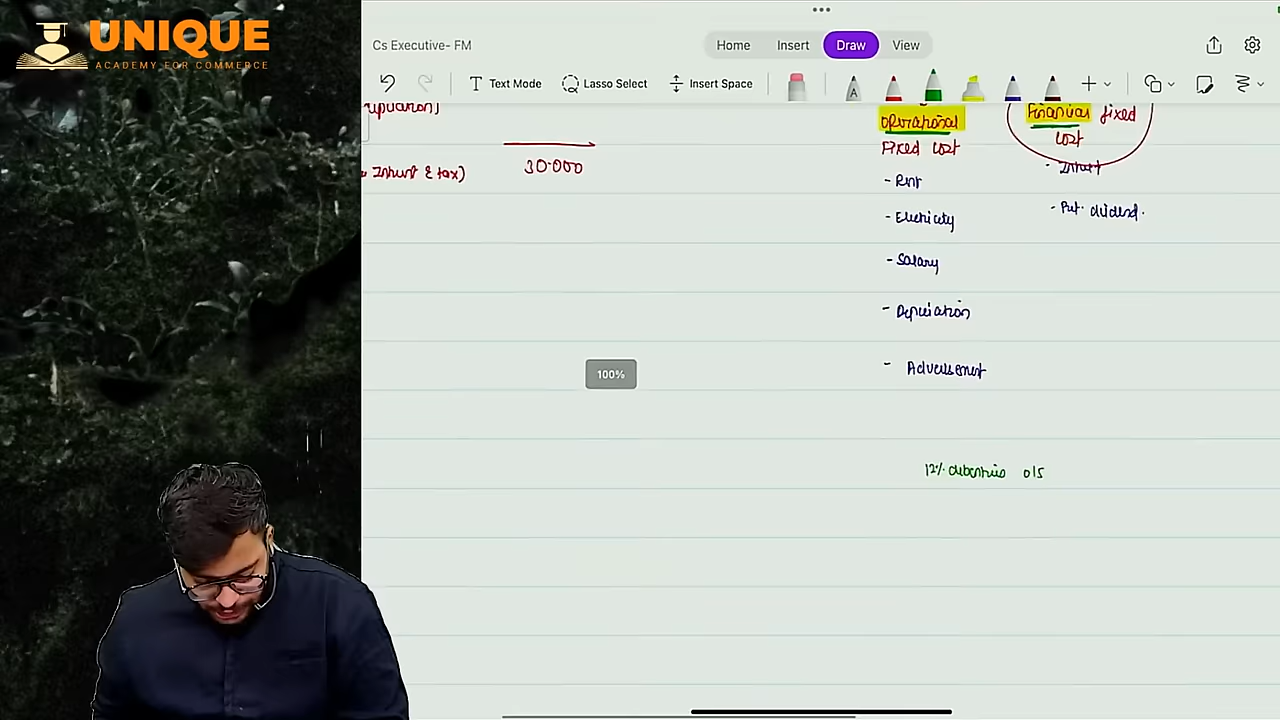 UNIQUE
ACADEMY FOR COMMERCE
Cs Executive- FM
Home Insert Draw View
Text Mode Lasso Select Insert Space
A
30.000
& tax)
operational
Fixed cost
- Rent
- Electricity
- Salary
- Depreciation
- Advertisement
Financial fixed
cost
- Interest
- Pref. dividend.
100%
12% debentures o/s